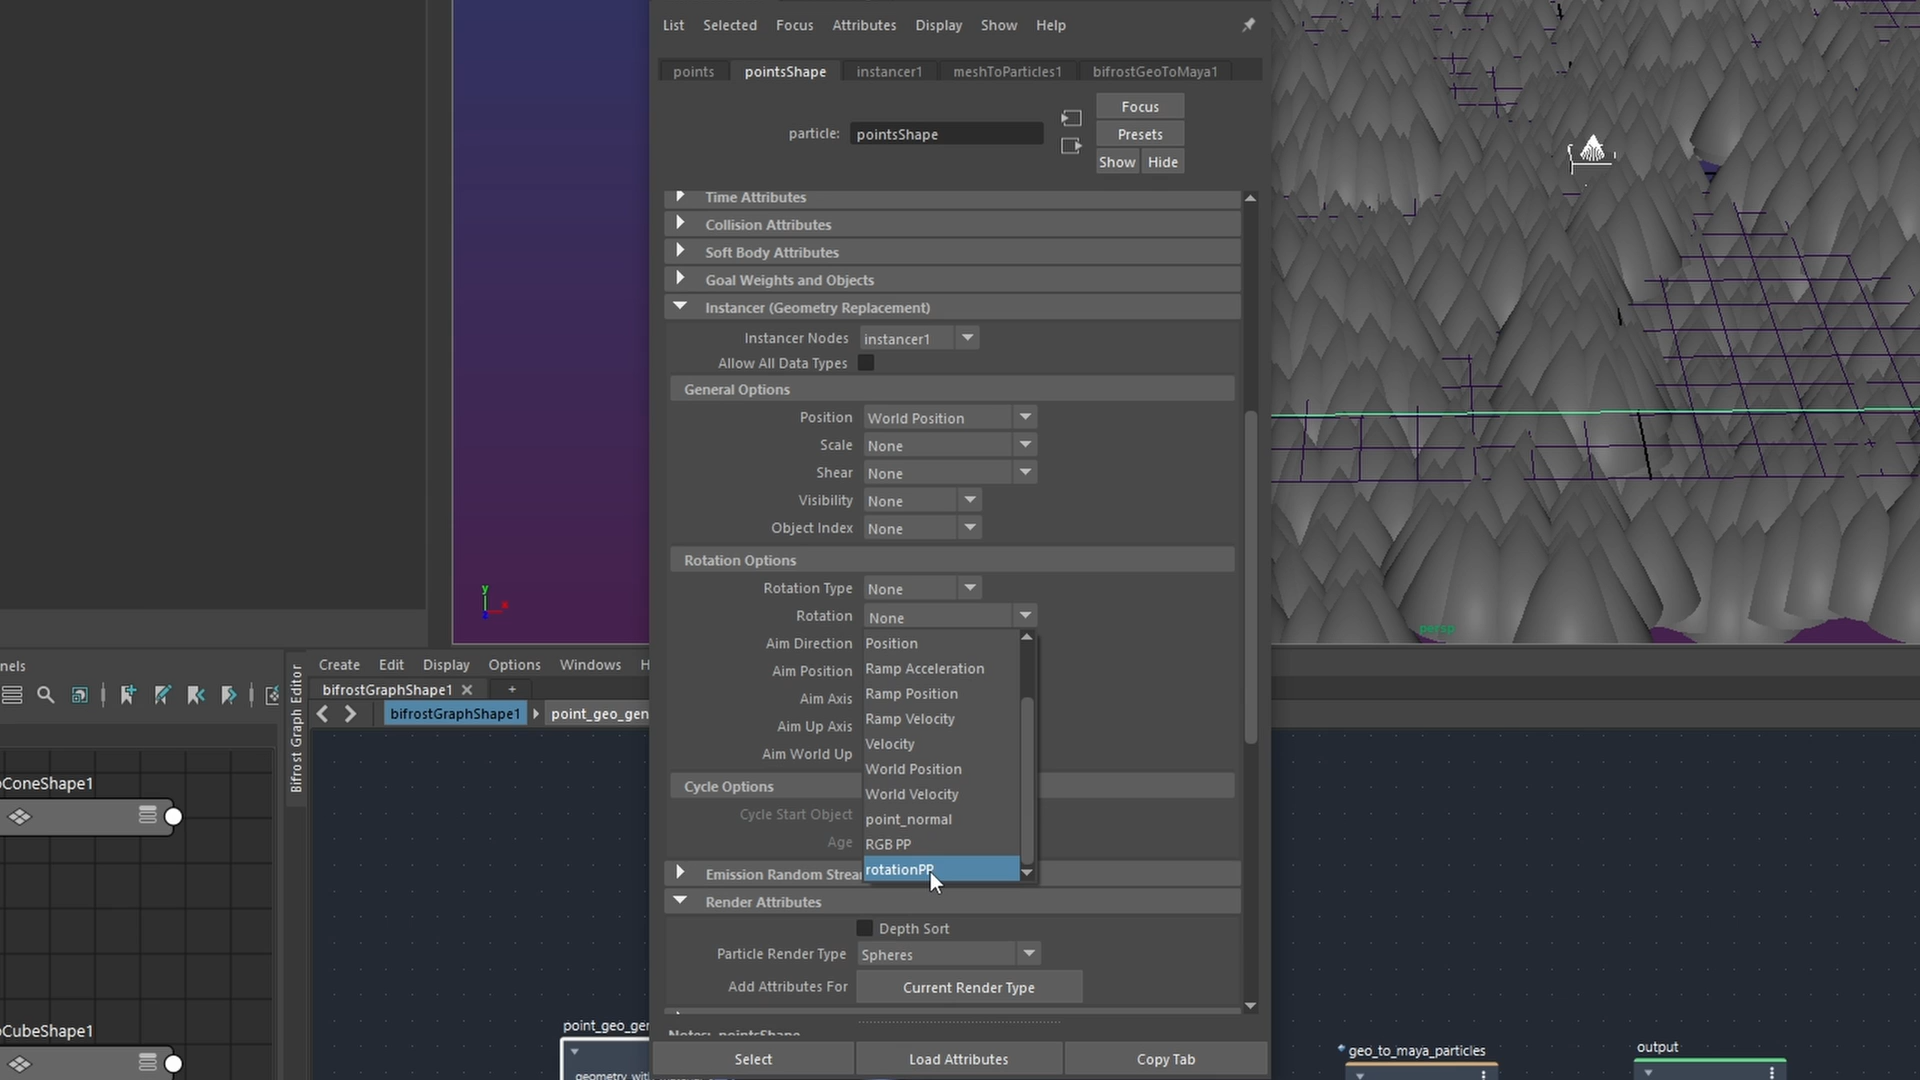 List Selected Focus Attributes Display Show Help
points pointsShape instancer1 meshToParticles1 bifrostGeoToMaya1
Focus
particle: pointsShape
Presets
Show Hide
Time Attributes
Collision Attributes
Soft Body Attributes
Goal Weights and Objects
Instancer (Geometry Replacement)
Instancer Nodes instancer1
Allow All Data Types
General Options
Position World Position
Scale None
Shear None
Visibility None
Object Index None
Rotation Options
Rotation Type None
Rotation None
Aim Direction
Aim Position
Aim Axis
Aim Up Axis
Aim World Up
Position
Ramp Acceleration
Ramp Position
Ramp Velocity
Velocity
World Position
World Velocity
point_normal
RGB PP
rotationPP
Cycle Options
Cycle Start Object
Age
Emission Random Strea
Render Attributes
Depth Sort
Particle Render Type Spheres
Add Attributes For Current Render Type
Notes: pointsShape
Select Load Attributes Copy Tab
y
x
z
persp
nels
Bifrost Graph Editor
Create Edit Display Options Windows H
bifrostGraphShape1 × +
bifrostGraphShape1 point_geo_gen
oConeShape1
oCubeShape1
point_geo_ger
geo_to_maya_particles
output